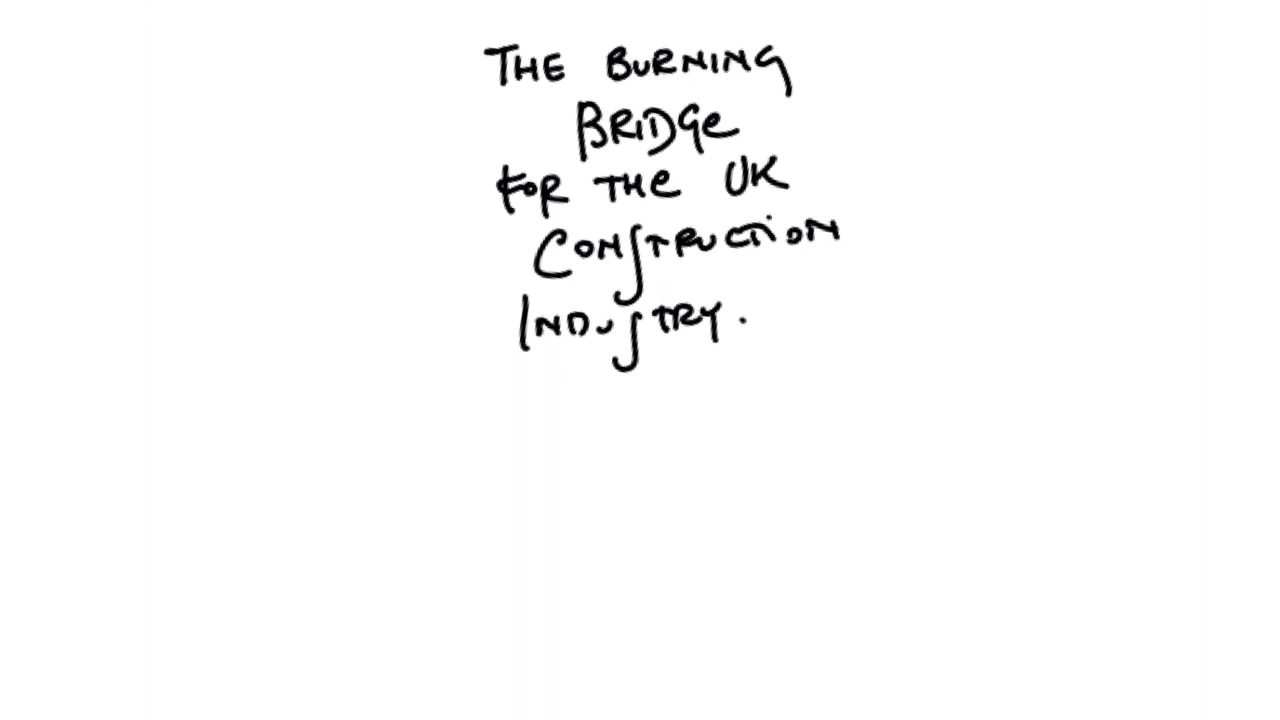 THE BURNING
BRIDGe
FOR THe UK
CONSTRUCTiON
INDUSTRY.